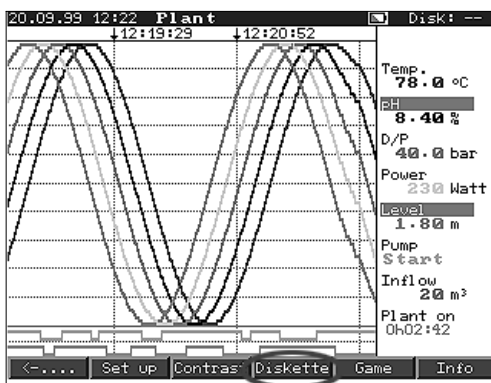 20.09.99 12:22 Plant Disk: --
12:19:29 12:20:52
Temp.
78.0 °C
pH
8.40 %
D/P
40.0 bar
Power
230 Watt
Level
1.80 m
Pump
Start
Inflow
20 m³
Plant on
0h02:42
<-.... Set up Contras Diskette Game Info